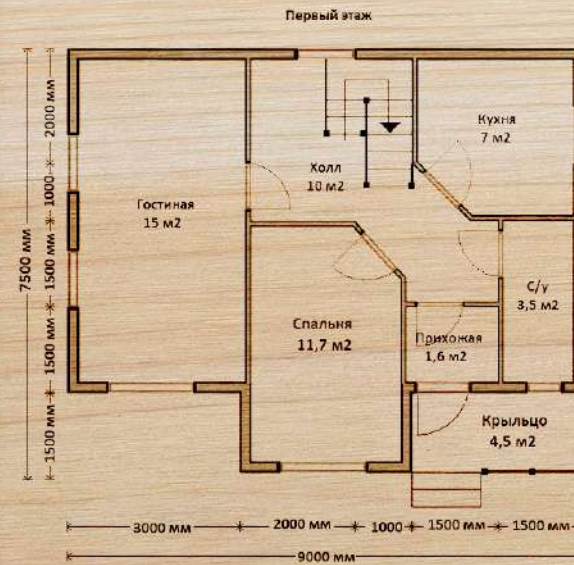 Первый этаж
Кухня
7 м2
Холл
10 м2
Гостиная
15 м2
С/у
3,5 м2
Спальня
11,7 м2
Прихожая
1,6 м2
Крыльцо
4,5 м2
2000 мм
1000
1500 мм
1500 мм
1500 мм
7500 мм
3000 мм
2000 мм
1000
1500 мм
1500 мм
9000 мм